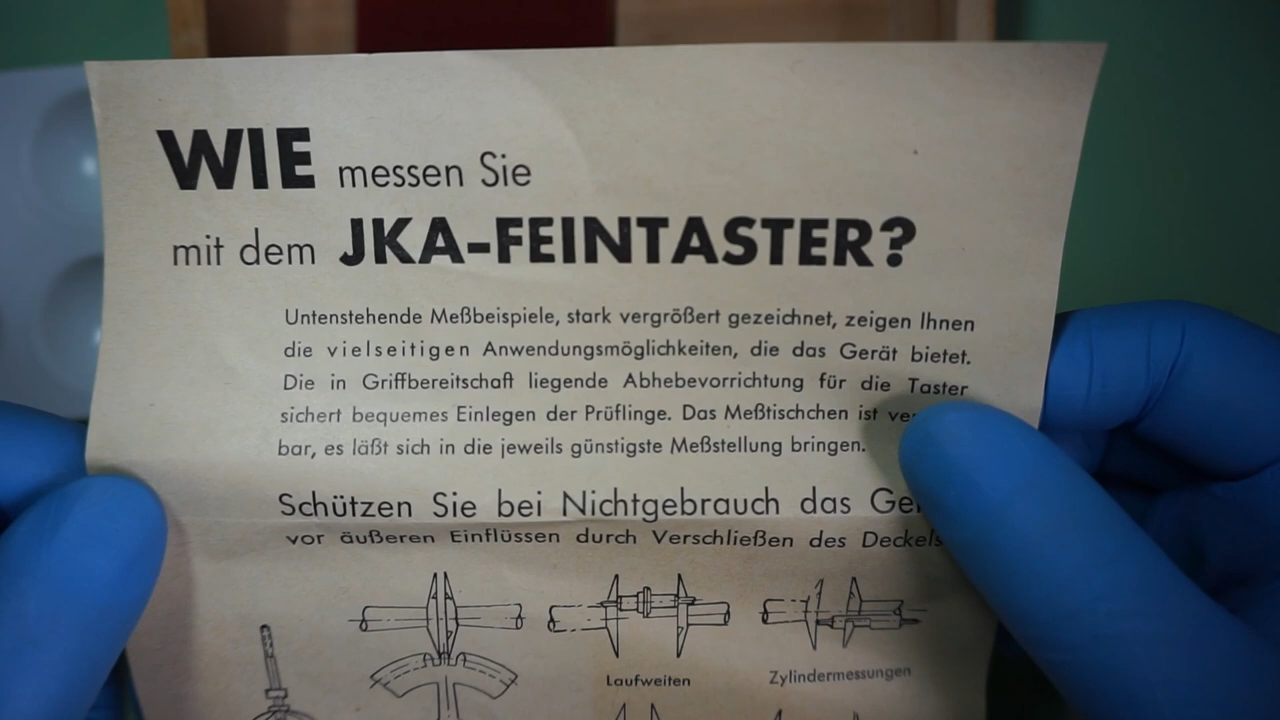 WIE messen Sie
mit dem JKA-FEINTASTER?
Untenstehende Meßbeispiele, stark vergrößert gezeichnet, zeigen Ihnen
die vielseitigen Anwendungsmöglichkeiten, die das Gerät bietet.
Die in Griffbereitschaft liegende Abhebevorrichtung für die Taster
sichert bequemes Einlegen der Prüflinge. Das Meßtischchen ist
bar, es läßt sich in die jeweils günstigste Meßstellung bringen.
Schützen Sie bei Nichtgebrauch das
vor äußeren Einflüssen durch Verschließen des Deckels
Laufweiten
Zylindermessungen